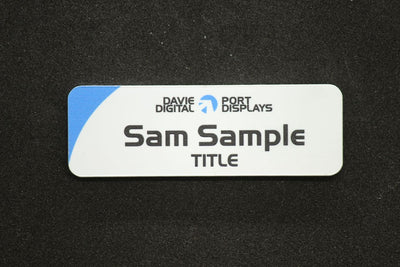 DAVIE PORT
DIGITAL DISPLAYS
Sam Sample
TITLE